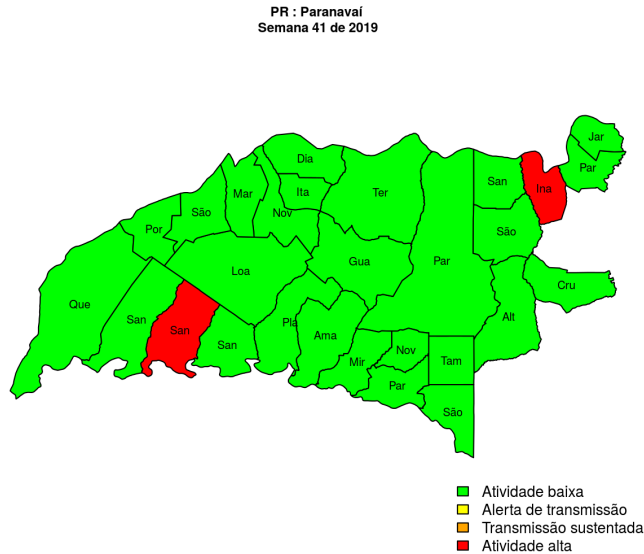 PR : Paranavaí
Semana 41 de 2019
Jar
Par
Dia
San
Ina
Ita
Ter
Mar
São
Nov
Por
São
Par
Gua
Loa
Cru
Que
San
San
San
Pla
Ama
Alt
Nov
Mir
Tam
Par
São
Atividade baixa
Alerta de transmissão
Transmissão sustentada
Atividade alta